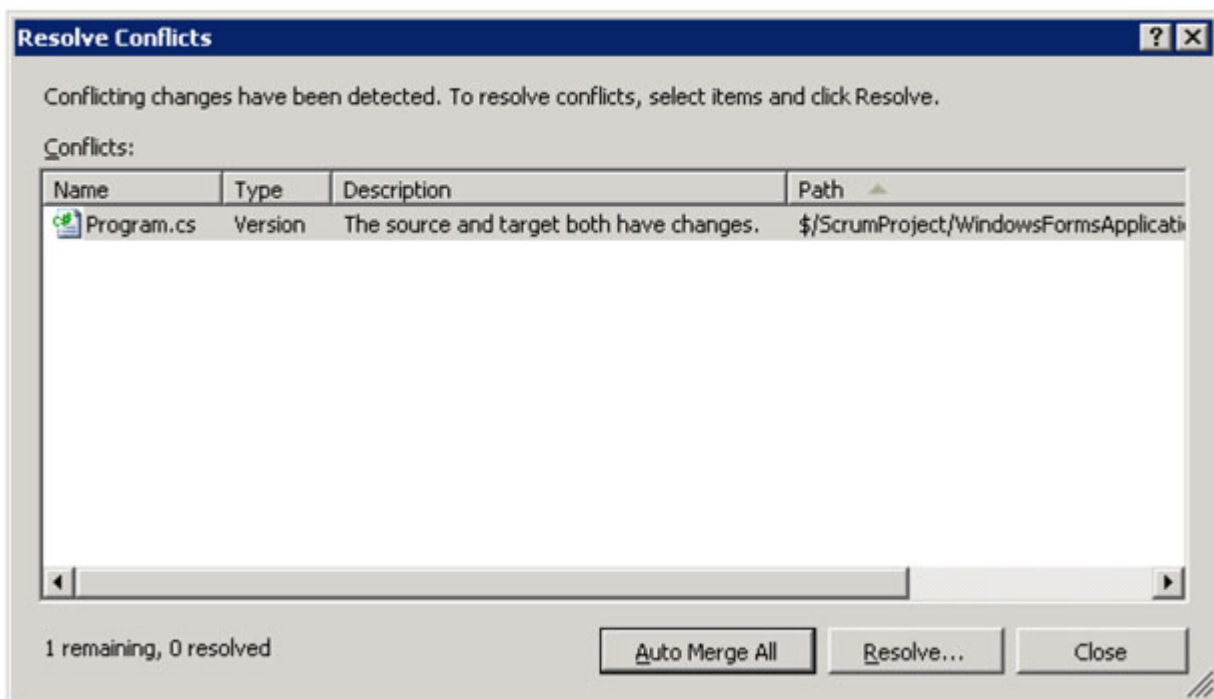 Resolve Conflicts
Conflicting changes have been detected. To resolve conflicts, select items and click Resolve.
Conflicts:
Name Type Description Path
Program.cs Version The source and target both have changes. $/ScrumProject/WindowsFormsApplicati
1 remaining, 0 resolved
Auto Merge All Resolve... Close